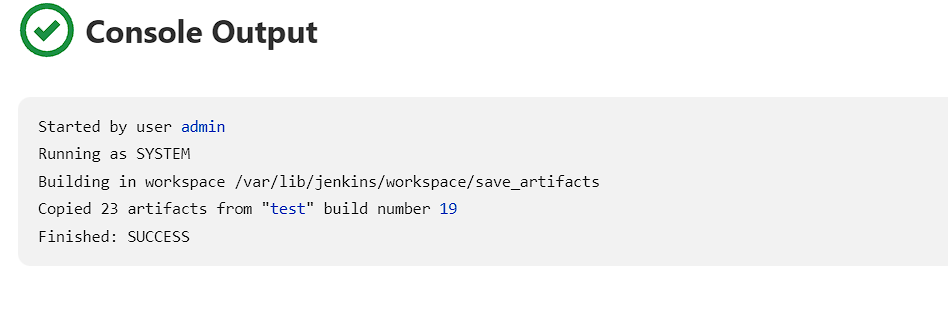 Console Output
Started by user admin
Running as SYSTEM
Building in workspace /var/lib/jenkins/workspace/save_artifacts
Copied 23 artifacts from "test" build number 19
Finished: SUCCESS